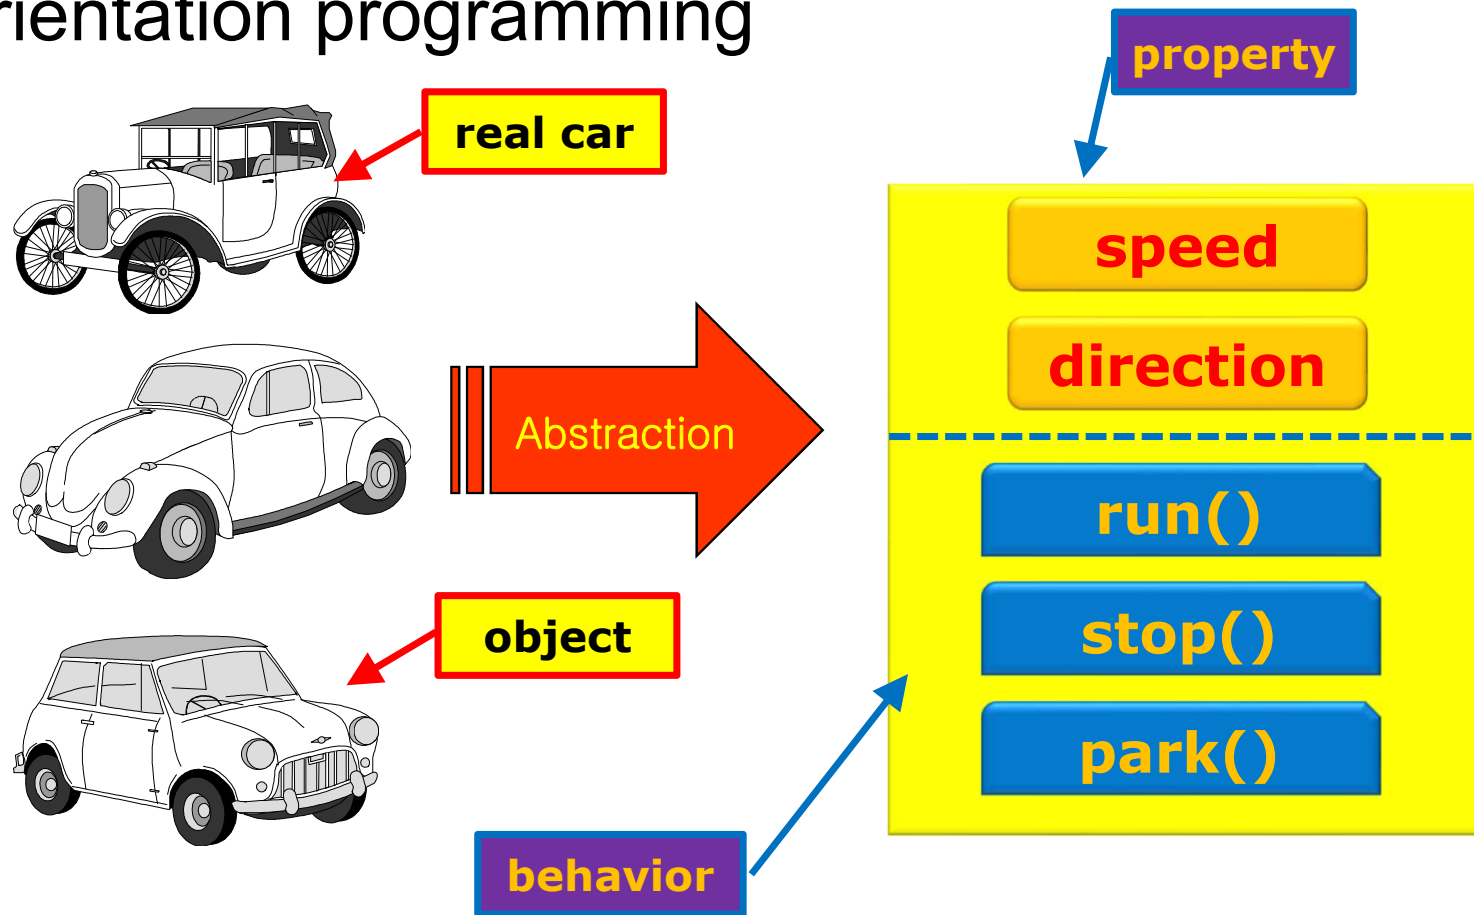 rientation programming
property
real car
speed
direction
Abstraction
run()
object
stop()
park()
behavior